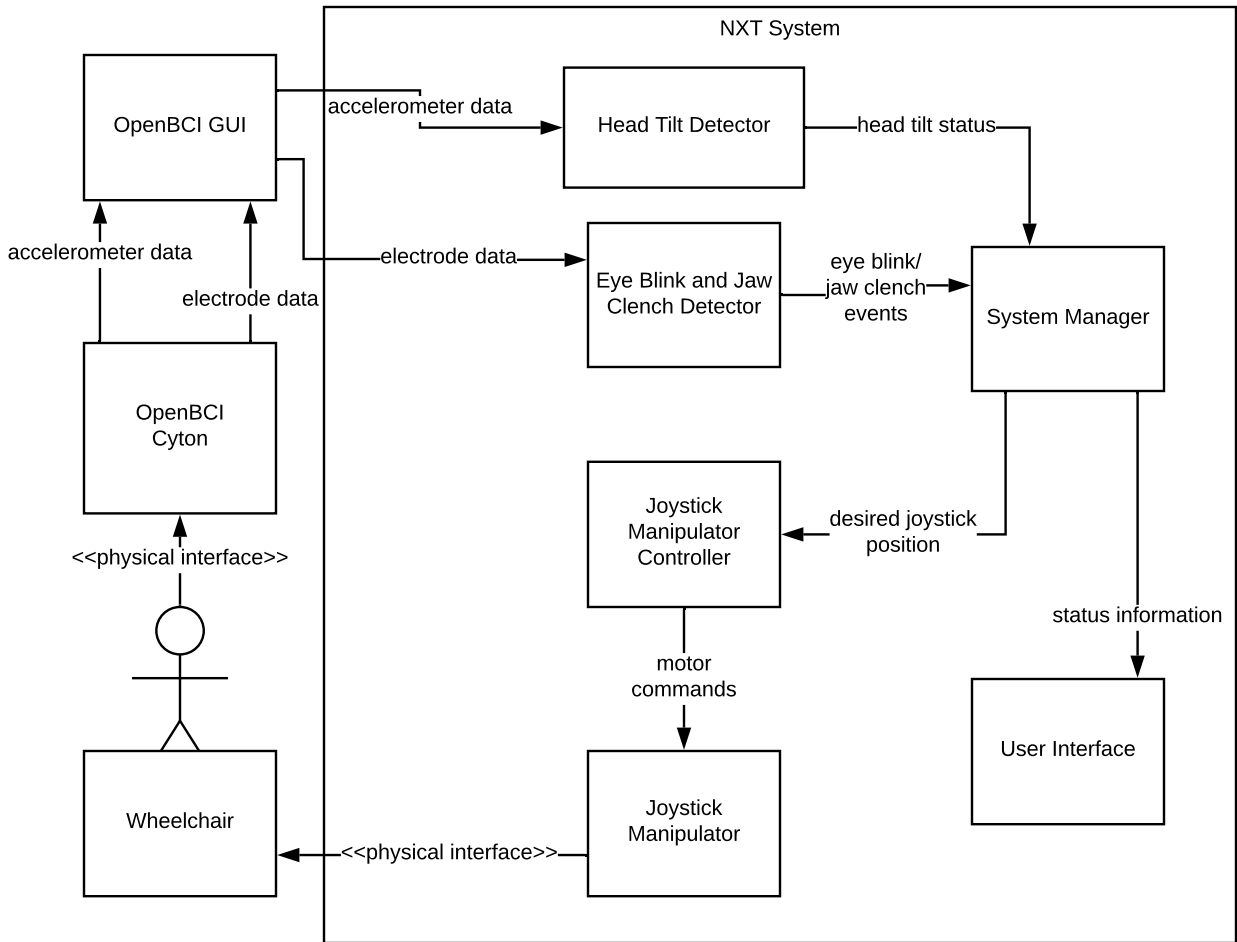 NXT System
OpenBCI GUI
accelerometer data
Head Tilt Detector
head tilt status
accelerometer data
electrode data
electrode data
Eye Blink and Jaw
Clench Detector
eye blink/
jaw clench
events
System Manager
OpenBCI
Cyton
Joystick
Manipulator
Controller
desired joystick
position
<<physical interface>>
status information
motor
commands
User Interface
Wheelchair
<<physical interface>>
Joystick
Manipulator